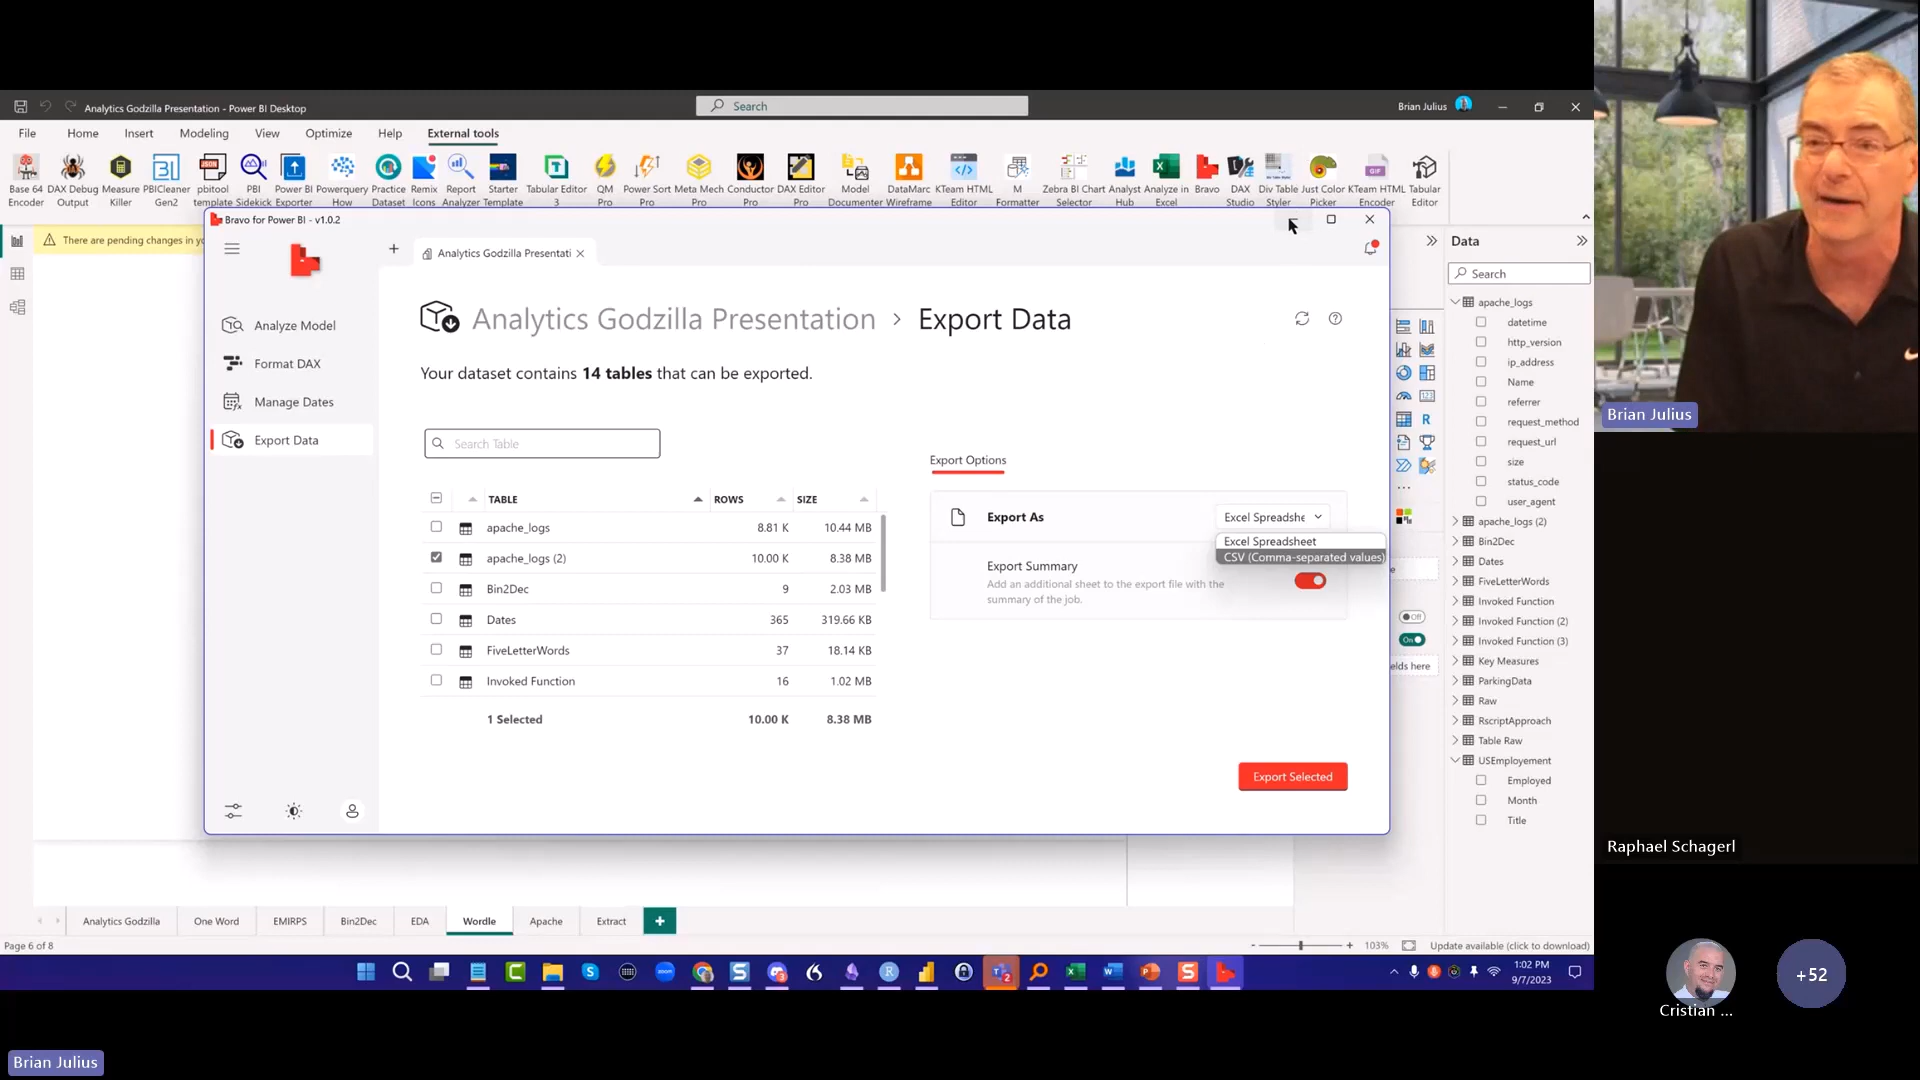 Analytics Godzilla Presentation - Power BI Desktop
Search
Brian Julius
File
Home
Insert
Modeling
View
Optimize
Help
External tools
Base 64 Encoder
DAX Debug Output
Measure Killer
PBICleaner Gen2
pbitool template
PBI Sidekick
Power BI Exporter
Powerquery How
Practice Dataset
Remix Icons
Report Analyzer
Starter Template
Tabular Editor 3
QM Pro
Power Sort Pro
Meta Mech Pro
Conductor Pro
DAX Editor Pro
Model Documenter
DataMarc Wireframe
KTeam HTML Editor
M Formatter
Zebra BI Chart Selector
Analyst Hub
Analyze in Excel
Bravo
DAX Studio
Div Table
Just Color Picker
KTeam HTML Encoder
Tabular Editor
Bravo for Power BI - v1.0.2
There are pending changes in yo
Analytics Godzilla Presentati
Analyze Model
Format DAX
Manage Dates
Export Data
Analytics Godzilla Presentation > Export Data
Your dataset contains 14 tables that can be exported.
Search Table
TABLE ROWS SIZE
apache_logs 8.81 K 10.44 MB
apache_logs (2) 10.00 K 8.38 MB
Bin2Dec 9 2.03 MB
Dates 365 319.66 KB
FiveLetterWords 37 18.14 KB
Invoked Function 16 1.02 MB
1 Selected 10.00 K 8.38 MB
Export Options
Export As
Excel Spreadshe
Excel Spreadsheet
CSV (Comma-separated values)
Export Summary
Add an additional sheet to the export file with the
summary of the job.
Export Selected
Off
On
elds here
Data
Search
apache_logs
datetime
http_version
ip_address
Name
referrer
request_method
request_url
size
status_code
user_agent
apache_logs (2)
Bin2Dec
Dates
FiveLetterWords
Invoked Function
Invoked Function (2)
Invoked Function (3)
Key Measures
ParkingData
Raw
RscriptApproach
Table Raw
USEmployement
Employed
Month
Title
Analytics Godzilla
One Word
EMIRPS
Bin2Dec
EDA
Wordle
Apache
Extract
Page 6 of 8
103%
Update available (click to download)
1:02 PM
9/7/2023
Brian Julius
Raphael Schagerl
Cristian ...
+52
Brian Julius